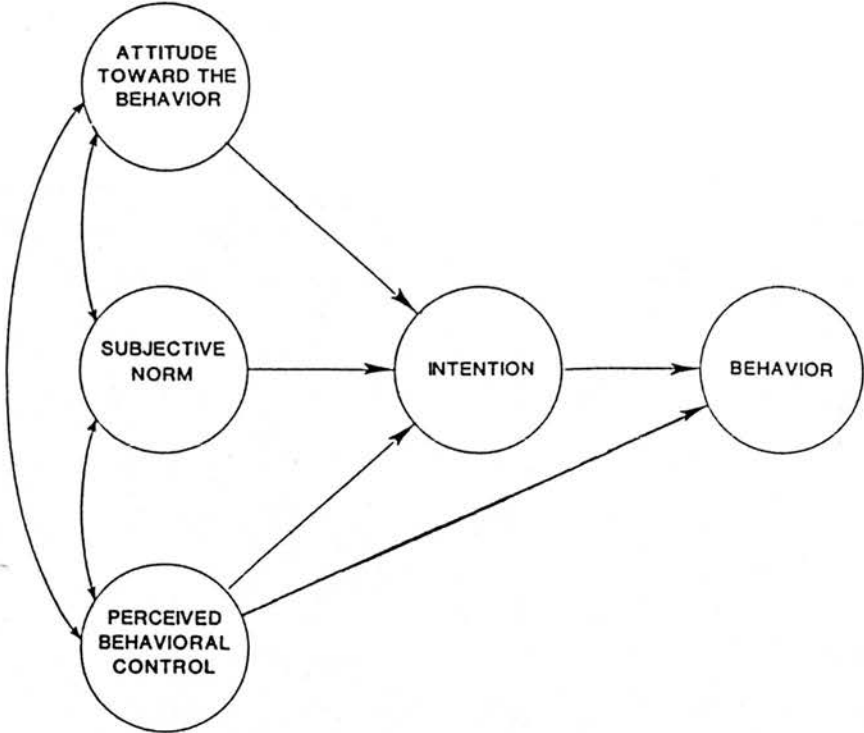 ATTITUDE
TOWARD THE
BEHAVIOR
SUBJECTIVE
NORM
INTENTION
BEHAVIOR
PERCEIVED
BEHAVIORAL
CONTROL